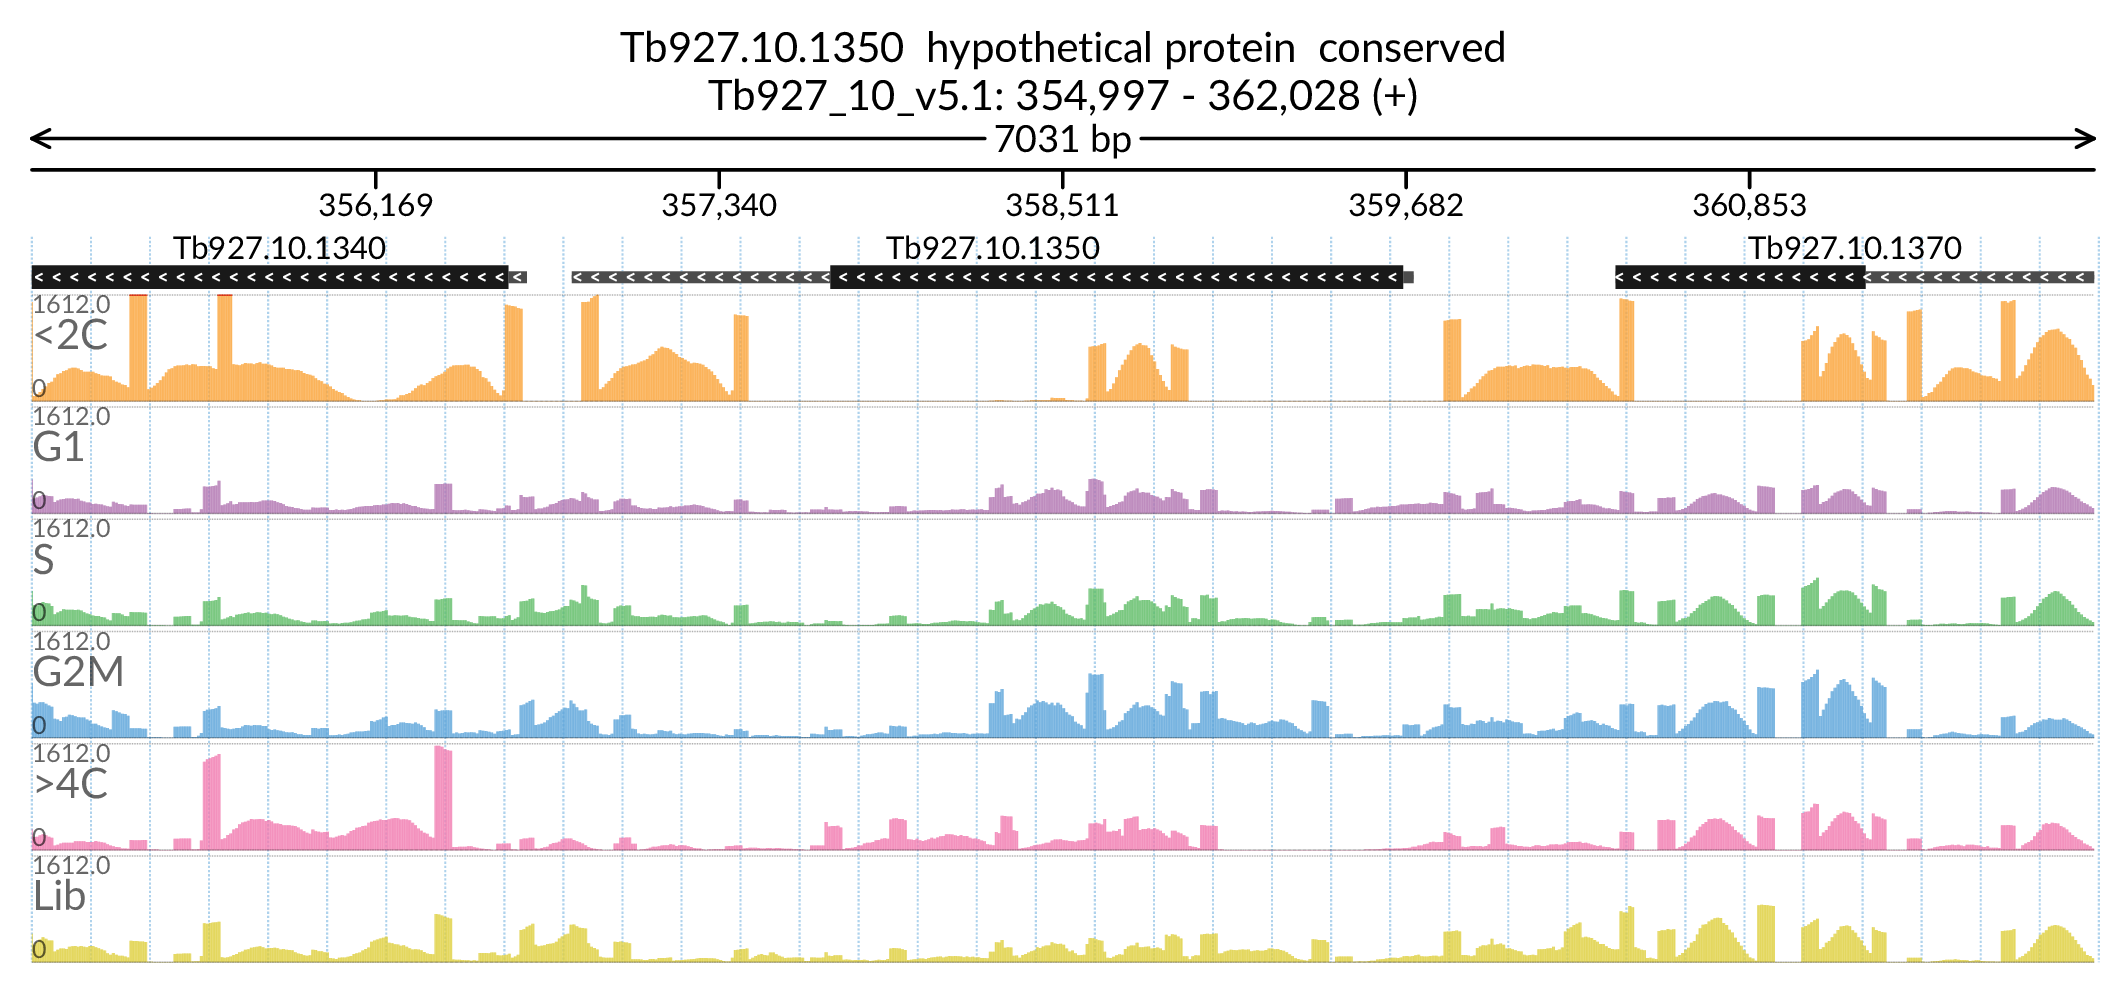 Tb927.10.1350  hypothetical protein  conserved
Tb927_10_v5.1: 354,997 - 362,028 (+)
7031 bp
356,169 357,340 358,511 359,682 360,853
Tb927.10.1340 Tb927.10.1350 Tb927.10.1370
1612.0
<2C
0
1612.0
G1
0
1612.0
S
0
1612.0
G2M
0
1612.0
>4C
0
1612.0
Lib
0